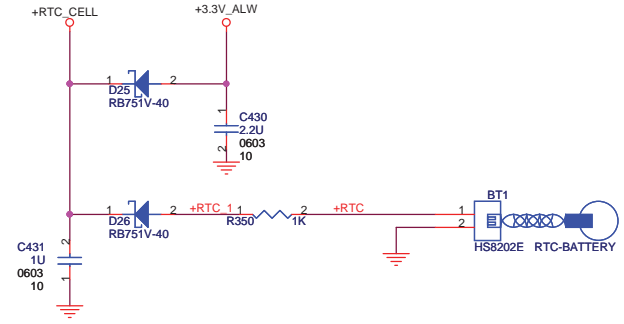 +RTC_CELL
+3.3V_ALW
1
2
D25
RB751V-40
1
C430
2.2U
0603
10
2
1
2
D26
RB751V-40
+RTC_1
1
2
R350
1K
+RTC
BT1
1
2
HS8202E
RTC-BATTERY
C431
1U
0603
10
2
1